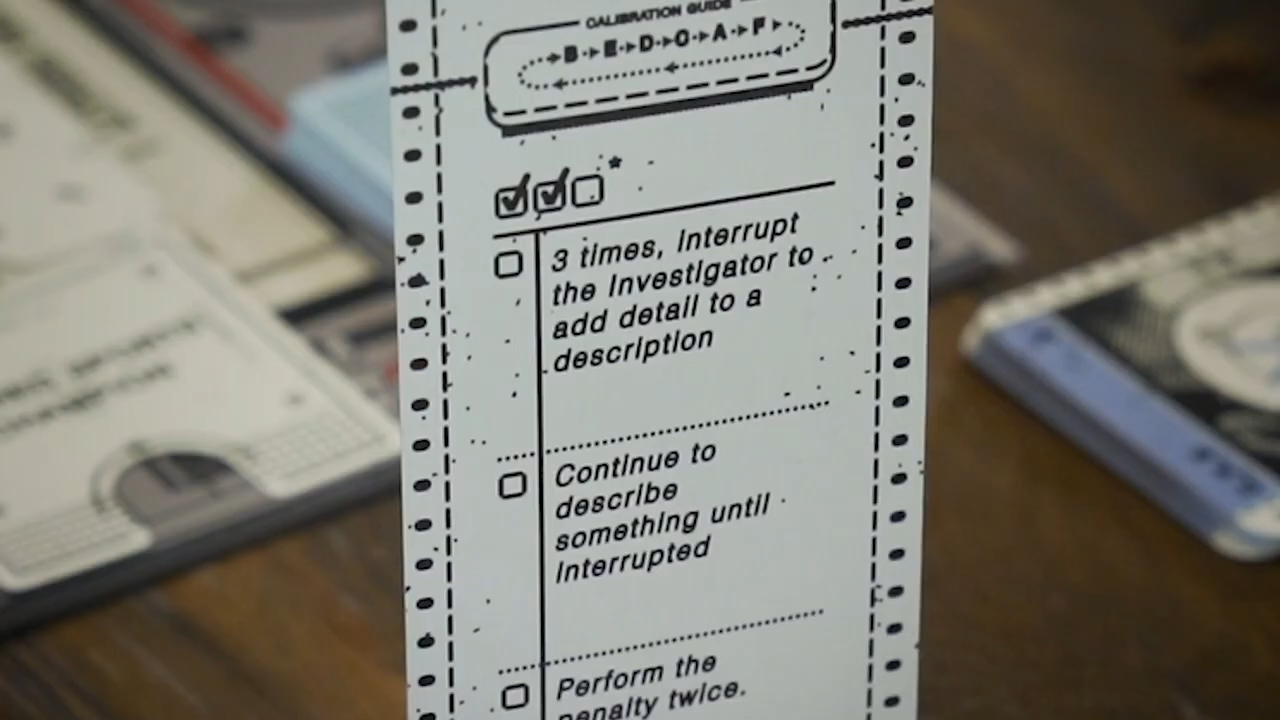 CALIBRATION GUIDE
B E D C A F
*
3 times, interrupt
the Investigator to
add detail to a
description
Continue to
describe
something until
interrupted
Perform the
penalty twice.